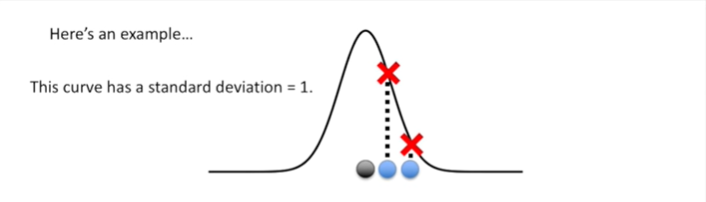 Here’s an example…
This curve has a standard deviation = 1.